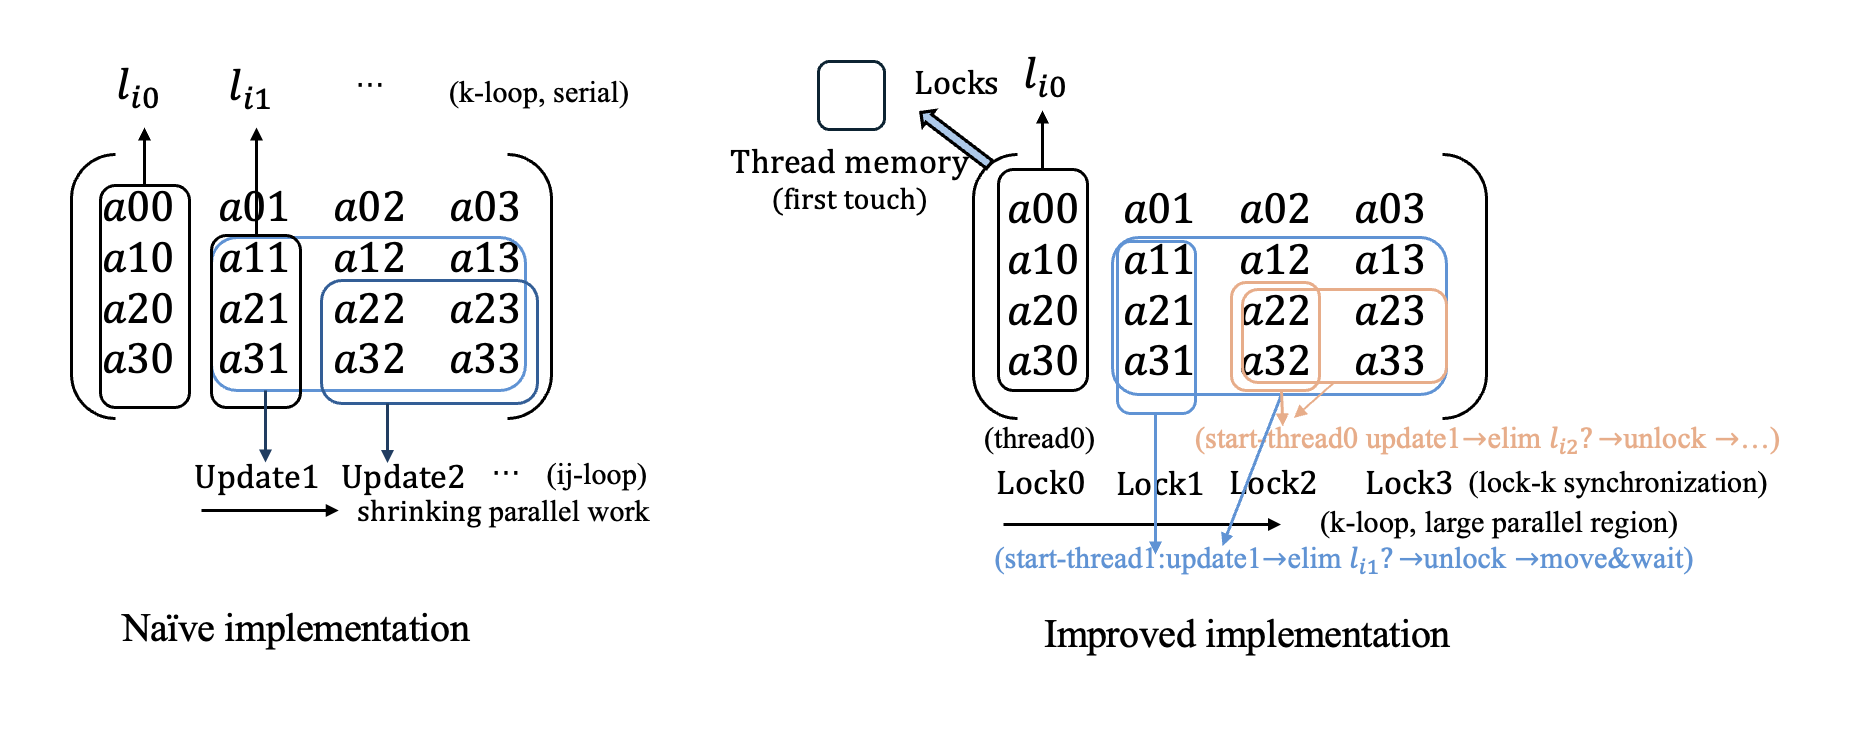 l_{i0} l_{i1} ⋯ (k-loop, serial)
a00 a01 a02 a03
a10 a11 a12 a13
a20 a21 a22 a23
a30 a31 a32 a33
Update1 Update2 ⋯ (ij-loop)
shrinking parallel work
Naïve implementation
Locks l_{i0}
Thread memory
(first touch)
a00 a01 a02 a03
a10 a11 a12 a13
a20 a21 a22 a23
a30 a31 a32 a33
(thread0) (start-thread0 update1→elim l_{i2}? →unlock →…)
Lock0 Lock1 Lock2 Lock3 (lock-k synchronization)
(k-loop, large parallel region)
(start-thread1:update1→elim l_{i1}? →unlock →move&wait)
Improved implementation